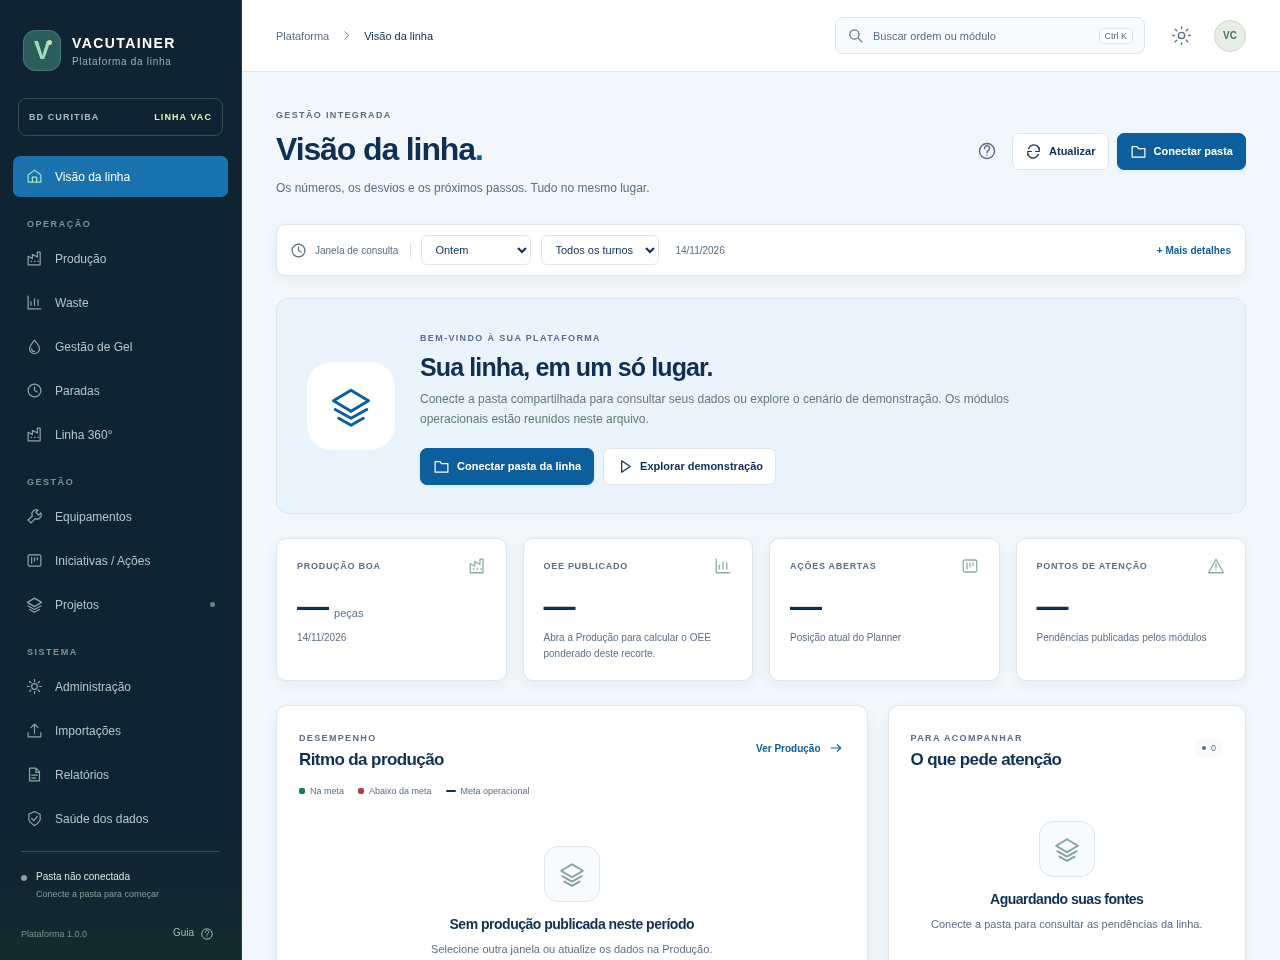 V
VACUTAINER
Plataforma da linha
BD CURITIBA LINHA VAC
Visão da linha
OPERAÇÃO
Produção
Waste
Gestão de Gel
Paradas
Linha 360°
GESTÃO
Equipamentos
Iniciativas / Ações
Projetos
SISTEMA
Administração
Importações
Relatórios
Saúde dos dados
Pasta não conectada
Conecte a pasta para começar
Plataforma 1.0.0 Guia
Plataforma Visão da linha
Buscar ordem ou módulo Ctrl K
VC
GESTÃO INTEGRADA
Visão da linha.
Os números, os desvios e os próximos passos. Tudo no mesmo lugar.
Atualizar
Conectar pasta
Janela de consulta Ontem Todos os turnos 14/11/2026 + Mais detalhes
BEM-VINDO À SUA PLATAFORMA
Sua linha, em um só lugar.
Conecte a pasta compartilhada para consultar seus dados ou explore o cenário de demonstração. Os módulos
operacionais estão reunidos neste arquivo.
Conectar pasta da linha
Explorar demonstração
PRODUÇÃO BOA
— peças
14/11/2026
OEE PUBLICADO
—
Abra a Produção para calcular o OEE
ponderado deste recorte.
AÇÕES ABERTAS
—
Posição atual do Planner
PONTOS DE ATENÇÃO
—
Pendências publicadas pelos módulos
DESEMPENHO
Ritmo da produção
Ver Produção
Na meta Abaixo da meta Meta operacional
Sem produção publicada neste período
Selecione outra janela ou atualize os dados na Produção.
PARA ACOMPANHAR
O que pede atenção
0
Aguardando suas fontes
Conecte a pasta para consultar as pendências da linha.